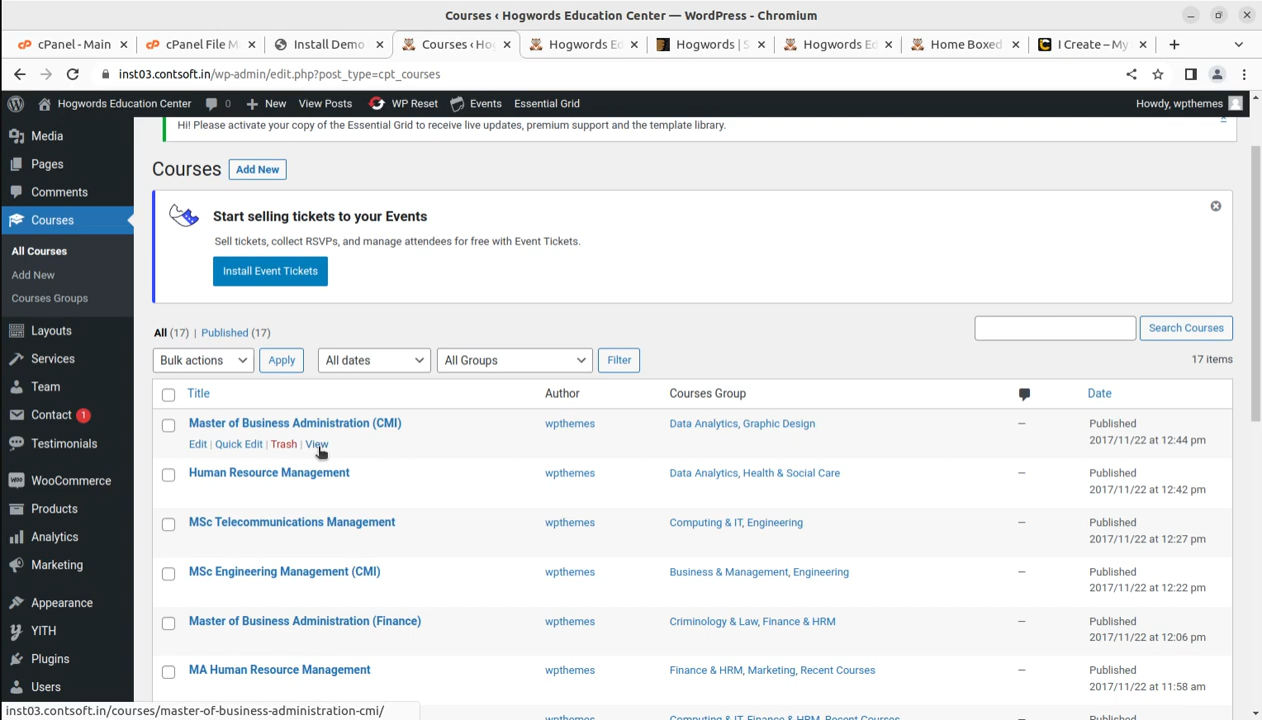 Courses ‹ Hogwords Education Center — WordPress - Chromium
cPanel - Main
cPanel File M
Install Demo
Courses ‹ Ho
Hogwords Ed
Hogwords | S
Hogwords Ed
Home Boxed
I Create – My
inst03.contsoft.in/wp-admin/edit.php?post_type=cpt_courses
Hogwords Education Center 0 New View Posts WP Reset Events Essential Grid Howdy, wpthemes
Hi! Please activate your copy of the Essential Grid to receive live updates, premium support and the template library.
Media
Pages
Comments
Courses
All Courses
Add New
Courses Groups
Layouts
Services
Team
Contact 1
Testimonials
WooCommerce
Products
Analytics
Marketing
Appearance
YITH
Plugins
Users
Courses Add New
Start selling tickets to your Events
Sell tickets, collect RSVPs, and manage attendees for free with Event Tickets.
Install Event Tickets
All (17) | Published (17)
Search Courses
Bulk actions Apply All dates All Groups Filter
17 items
Title Author Courses Group Date
Master of Business Administration (CMI) wpthemes Data Analytics, Graphic Design — Published
Edit | Quick Edit | Trash | View 2017/11/22 at 12:44 pm
Human Resource Management wpthemes Data Analytics, Health & Social Care — Published
2017/11/22 at 12:42 pm
MSc Telecommunications Management wpthemes Computing & IT, Engineering — Published
2017/11/22 at 12:27 pm
MSc Engineering Management (CMI) wpthemes Business & Management, Engineering — Published
2017/11/22 at 12:22 pm
Master of Business Administration (Finance) wpthemes Criminology & Law, Finance & HRM — Published
2017/11/22 at 12:06 pm
MA Human Resource Management wpthemes Finance & HRM, Marketing, Recent Courses — Published
2017/11/22 at 11:58 am
Computing & IT, Finance & HRM, Recent Courses
inst03.contsoft.in/courses/master-of-business-administration-cmi/